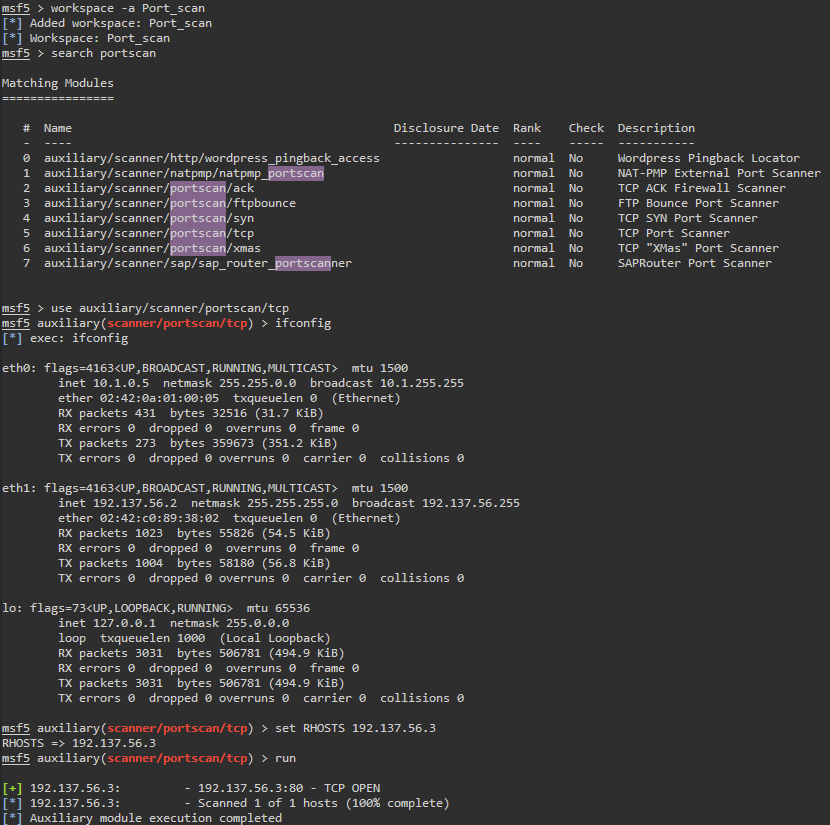 msf5 > workspace -a Port_scan
[*] Added workspace: Port_scan
[*] Workspace: Port_scan
msf5 > search portscan
Matching Modules
================
#  Name                                              Disclosure Date  Rank    Check  Description
-  ----                                              ---------------  ----    -----  -----------
0  auxiliary/scanner/http/wordpress_pingback_access                   normal  No     Wordpress Pingback Locator
1  auxiliary/scanner/natpmp/natpmp_portscan                           normal  No     NAT-PMP External Port Scanner
2  auxiliary/scanner/portscan/ack                                     normal  No     TCP ACK Firewall Scanner
3  auxiliary/scanner/portscan/ftpbounce                               normal  No     FTP Bounce Port Scanner
4  auxiliary/scanner/portscan/syn                                     normal  No     TCP SYN Port Scanner
5  auxiliary/scanner/portscan/tcp                                     normal  No     TCP Port Scanner
6  auxiliary/scanner/portscan/xmas                                    normal  No     TCP "XMas" Port Scanner
7  auxiliary/scanner/sap/sap_router_portscanner                       normal  No     SAPRouter Port Scanner
msf5 > use auxiliary/scanner/portscan/tcp
msf5 auxiliary(scanner/portscan/tcp) > ifconfig
[*] exec: ifconfig
eth0: flags=4163<UP,BROADCAST,RUNNING,MULTICAST>  mtu 1500
inet 10.1.0.5  netmask 255.255.0.0  broadcast 10.1.255.255
ether 02:42:0a:01:00:05  txqueuelen 0  (Ethernet)
RX packets 431  bytes 32516 (31.7 KiB)
RX errors 0  dropped 0  overruns 0  frame 0
TX packets 273  bytes 359673 (351.2 KiB)
TX errors 0  dropped 0 overruns 0  carrier 0  collisions 0
eth1: flags=4163<UP,BROADCAST,RUNNING,MULTICAST>  mtu 1500
inet 192.137.56.2  netmask 255.255.255.0  broadcast 192.137.56.255
ether 02:42:c0:89:38:02  txqueuelen 0  (Ethernet)
RX packets 1023  bytes 55826 (54.5 KiB)
RX errors 0  dropped 0  overruns 0  frame 0
TX packets 1004  bytes 58180 (56.8 KiB)
TX errors 0  dropped 0 overruns 0  carrier 0  collisions 0
lo: flags=73<UP,LOOPBACK,RUNNING>  mtu 65536
inet 127.0.0.1  netmask 255.0.0.0
loop  txqueuelen 1000  (Local Loopback)
RX packets 3031  bytes 506781 (494.9 KiB)
RX errors 0  dropped 0  overruns 0  frame 0
TX packets 3031  bytes 506781 (494.9 KiB)
TX errors 0  dropped 0 overruns 0  carrier 0  collisions 0
msf5 auxiliary(scanner/portscan/tcp) > set RHOSTS 192.137.56.3
RHOSTS => 192.137.56.3
msf5 auxiliary(scanner/portscan/tcp) > run
[+] 192.137.56.3:         - 192.137.56.3:80 - TCP OPEN
[*] 192.137.56.3:         - Scanned 1 of 1 hosts (100% complete)
[*] Auxiliary module execution completed